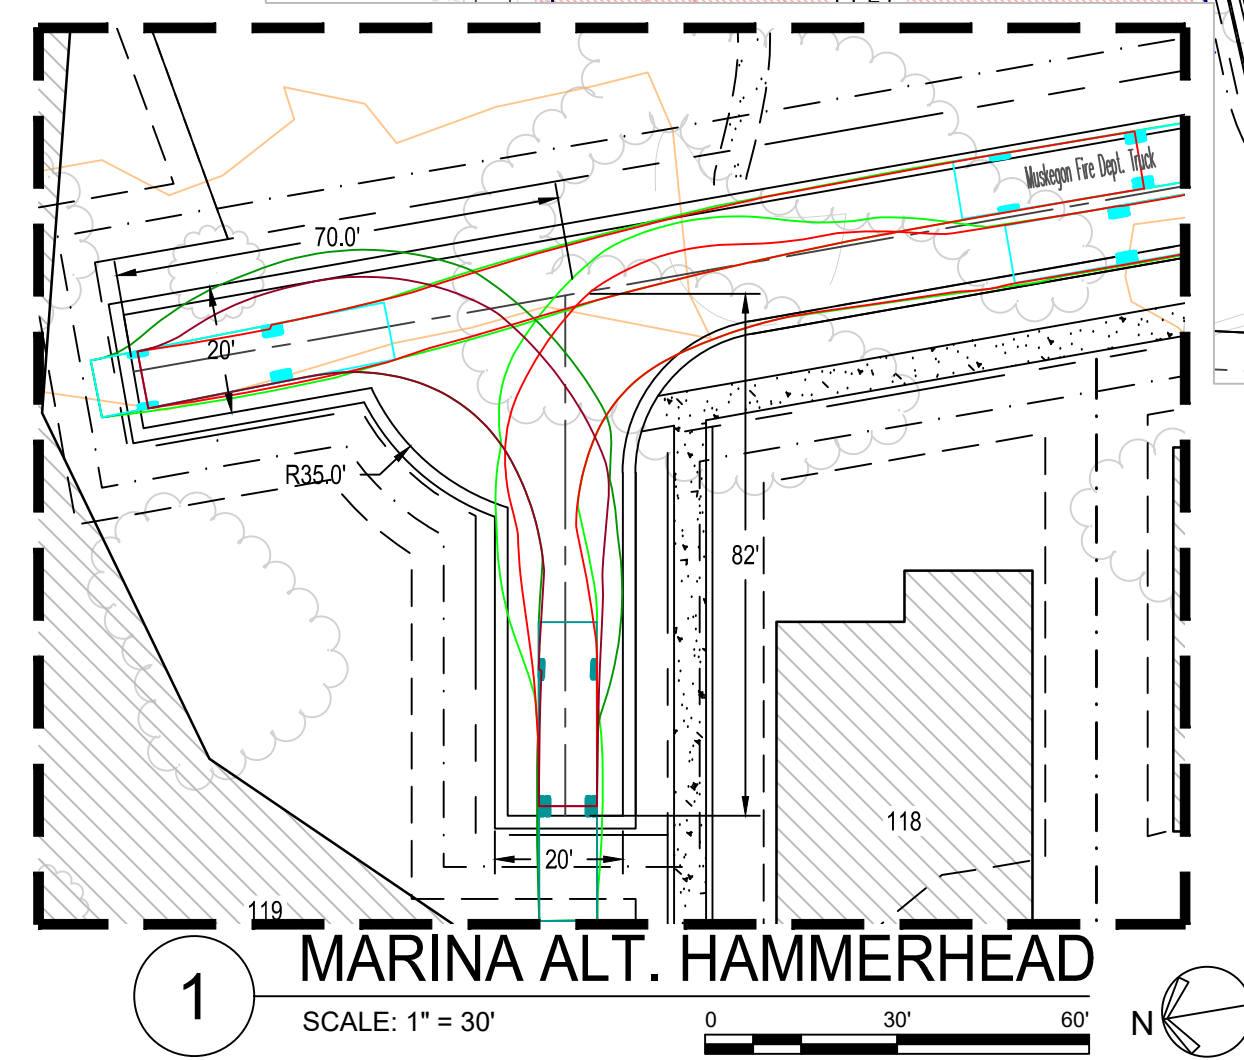 Muskegon Fire Dept. Truck
70.0'
20'
R35.0'
82'
118
20'
119
1
MARINA ALT. HAMMERHEAD
SCALE: 1" = 30'
0 30' 60'
N